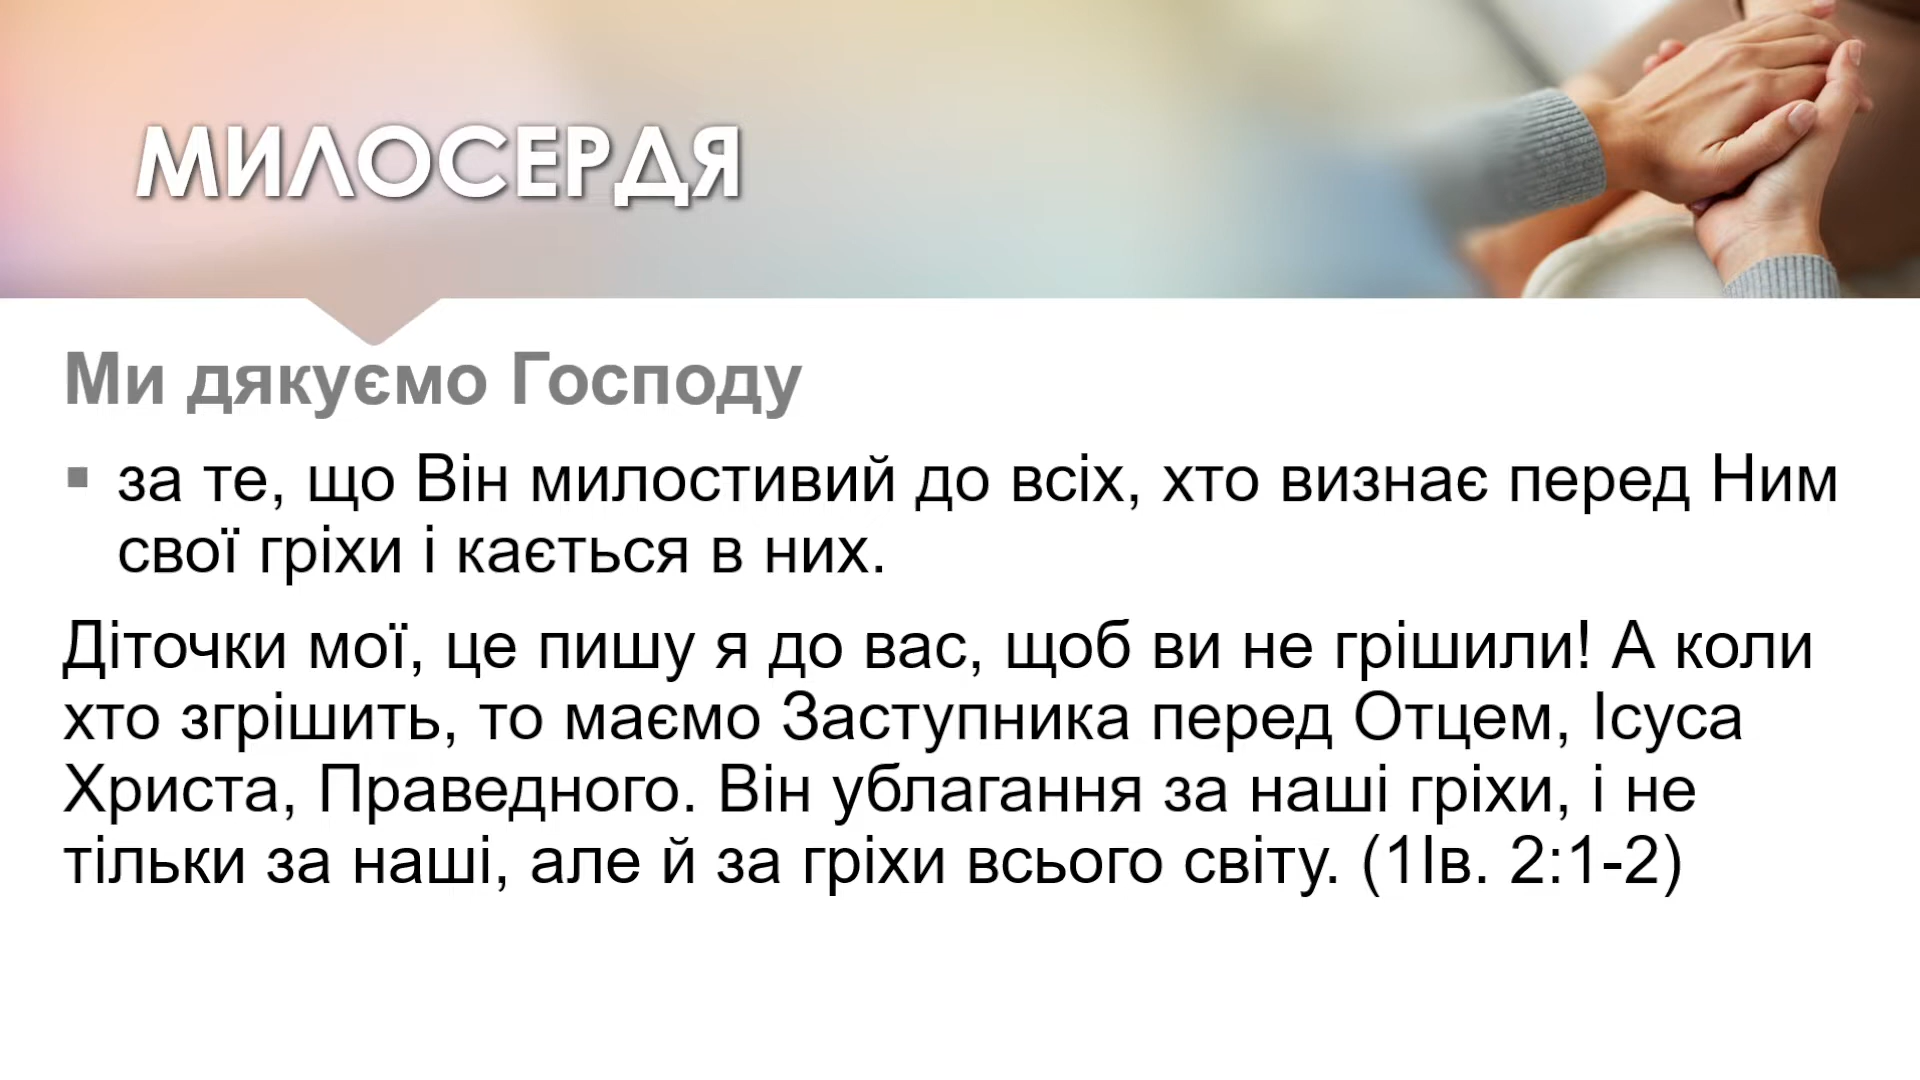 МИЛОСЕРДЯ
Ми дякуємо Господу
▪ за те, що Він милостивий до всіх, хто визнає перед Ним
свої гріхи і кається в них.
Діточки мої, це пишу я до вас, щоб ви не грішили! А коли
хто згрішить, то маємо Заступника перед Отцем, Ісуса
Христа, Праведного. Він ублагання за наші гріхи, і не
тільки за наші, але й за гріхи всього світу. (1Ів. 2:1-2)